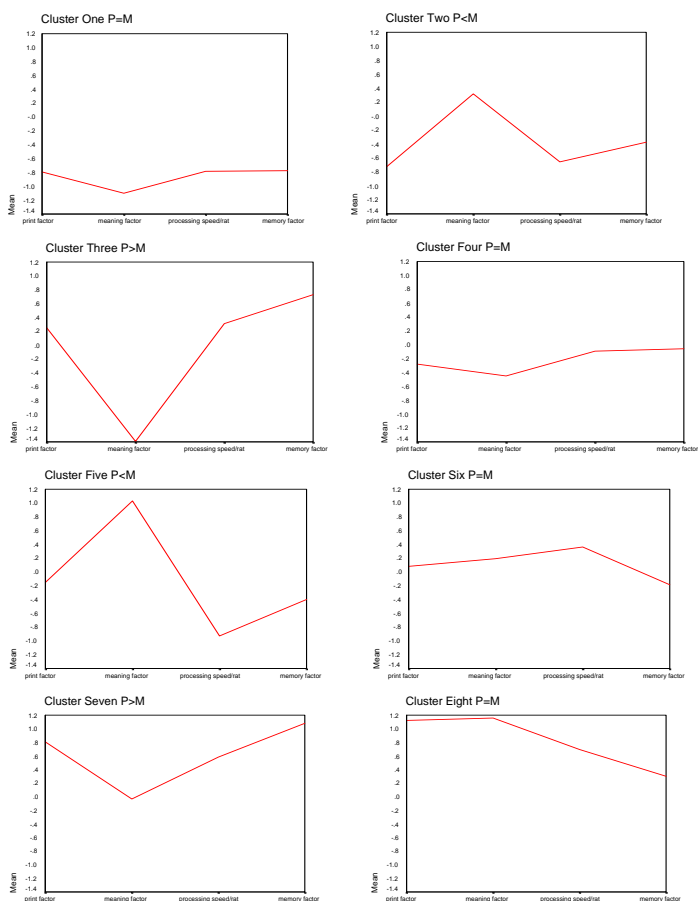 Cluster One P=M
1.2
1.0
.8
.6
.4
.2
-.0
-.2
-.4
-.6
-.8
-1.0
-1.2
-1.4
Mean
print factor
meaning factor
processing speed/rat
memory factor
Cluster Two P<M
1.2
1.0
.8
.6
.4
.2
-.0
-.2
-.4
-.6
-.8
-1.0
-1.2
-1.4
Mean
print factor
meaning factor
processing speed/rat
memory factor
Cluster Three P>M
1.2
1.0
.8
.6
.4
.2
.0
-.2
-.4
-.6
-.8
-1.0
-1.2
-1.4
Mean
print factor
meaning factor
processing speed/rat
memory factor
Cluster Four P=M
1.2
1.0
.8
.6
.4
.2
.0
-.2
-.4
-.6
-.8
-1.0
-1.2
-1.4
Mean
print factor
meaning factor
processing speed/rat
memory factor
Cluster Five P<M
1.2
1.0
.8
.6
.4
.2
.0
-.2
-.4
-.6
-.8
-1.0
-1.2
-1.4
Mean
print factor
meaning factor
processing speed/rat
memory factor
Cluster Six P=M
1.2
1.0
.8
.6
.4
.2
.0
-.2
-.4
-.6
-.8
-1.0
-1.2
-1.4
Mean
print factor
meaning factor
processing speed/rat
memory factor
Cluster Seven P>M
1.2
1.0
.8
.6
.4
.2
.0
-.2
-.4
-.6
-.8
-1.0
-1.2
-1.4
Mean
print factor
meaning factor
processing speed/rat
memory factor
Cluster Eight P=M
1.2
1.0
.8
.6
.4
.2
.0
-.2
-.4
-.6
-.8
-1.0
-1.2
-1.4
Mean
print factor
meaning factor
processing speed/rat
memory factor